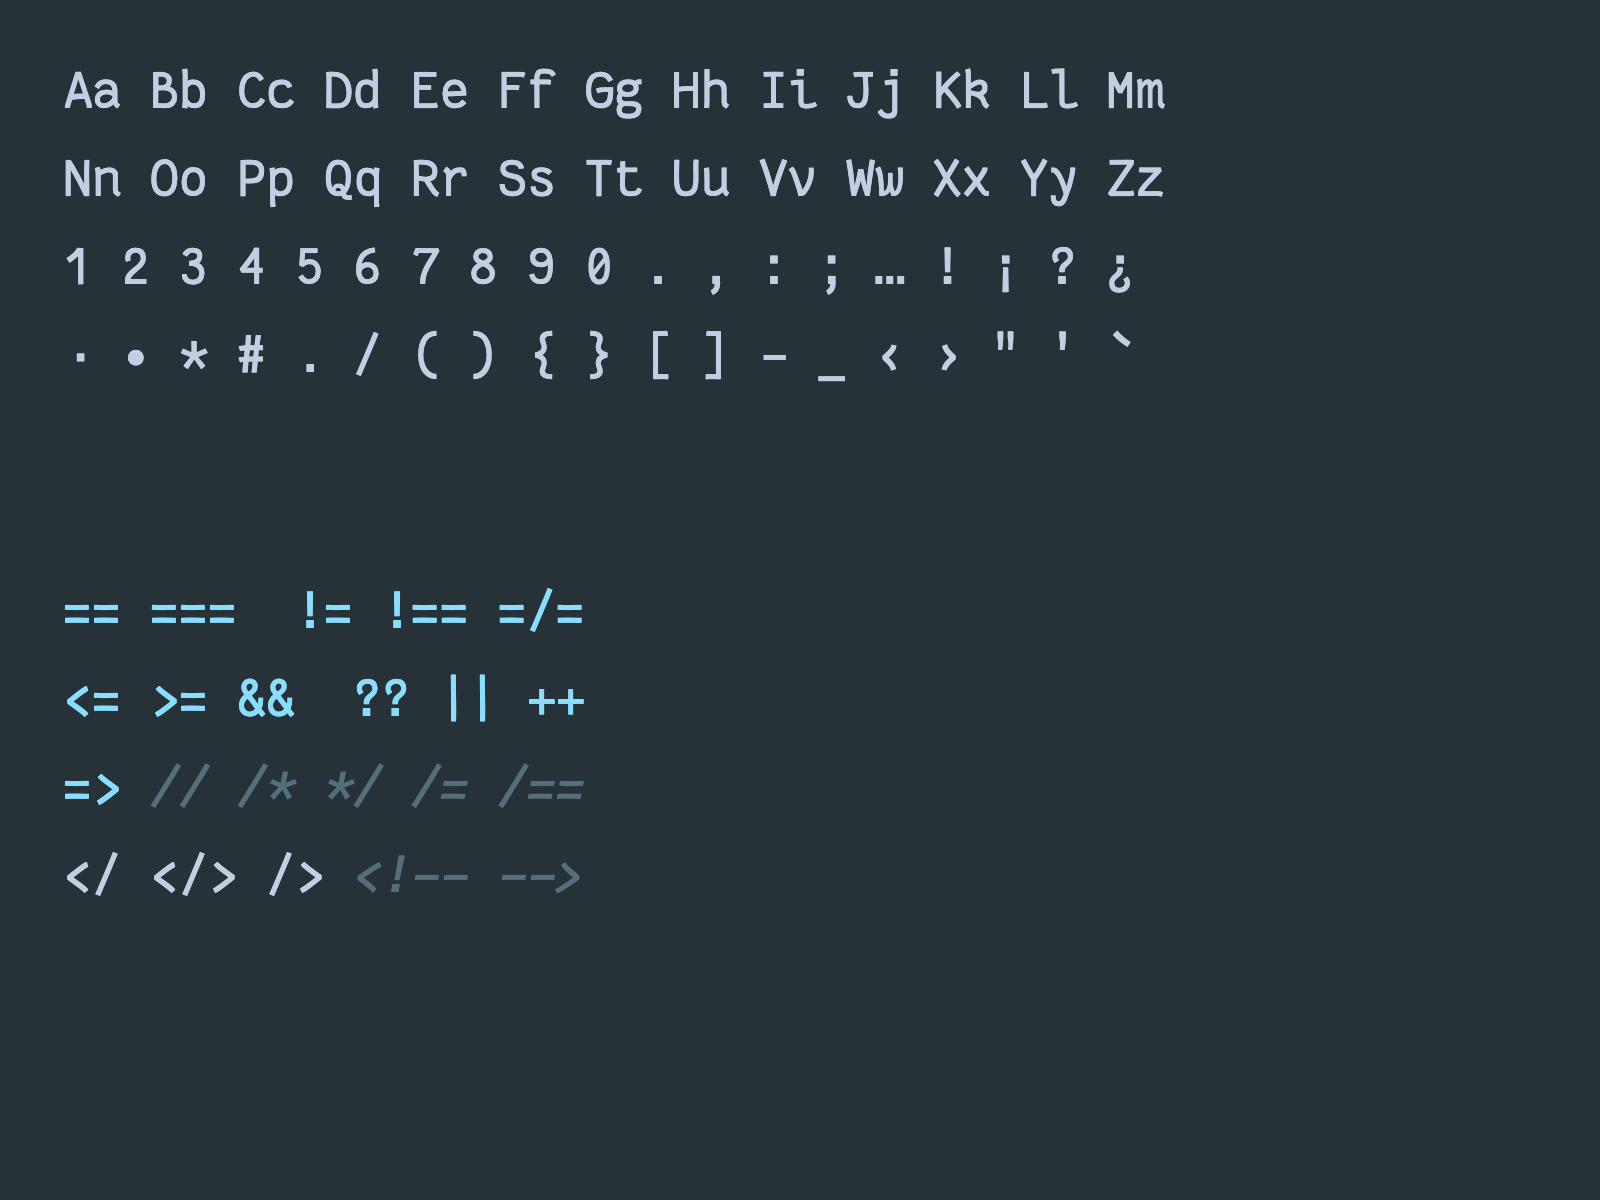 Aa Bb Cc Dd Ee Ff Gg Hh Ii Jj Kk Ll Mm
Nn Oo Pp Qq Rr Ss Tt Uu Vv Ww Xx Yy Zz
1 2 3 4 5 6 7 8 9 0 . , : ; … ! ¡ ? ¿
· • * # . / ( ) { } [ ] – _ ‹ › " ' `
== ===  != !== =/=
<= >= &&  ?? || ++
=> // /* */ /= /==
</ </> /> <!-- -->